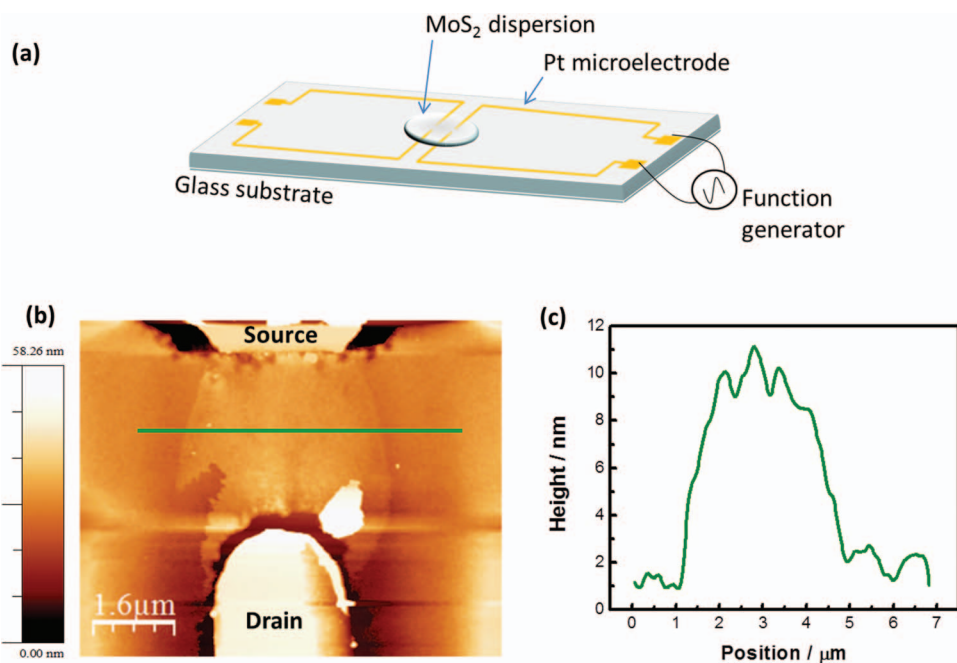 (a)
MoS₂ dispersion
Pt microelectrode
Glass substrate
Function
generator
(b)
58.26 nm
0.00 nm
Source
Drain
1.6µm
(c)
12
10
8
6
4
2
0
Height / nm
0 1 2 3 4 5 6 7
Position / µm